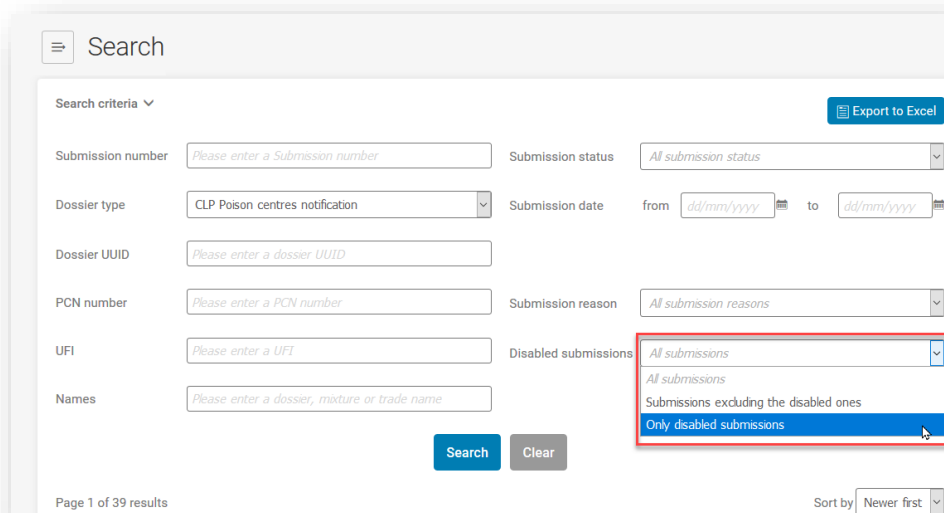 Search
Search criteria
Export to Excel
Submission number Please enter a Submission number Submission status All submission status
Dossier type CLP Poison centres notification Submission date from dd/mm/yyyy to dd/mm/yyyy
Dossier UUID Please enter a dossier UUID
PCN number Please enter a PCN number Submission reason All submission reasons
UFI Please enter a UFI Disabled submissions All submissions
All submissions
Names Please enter a dossier, mixture or trade name Submissions excluding the disabled ones
Only disabled submissions
Search Clear
Page 1 of 39 results Sort by Newer first